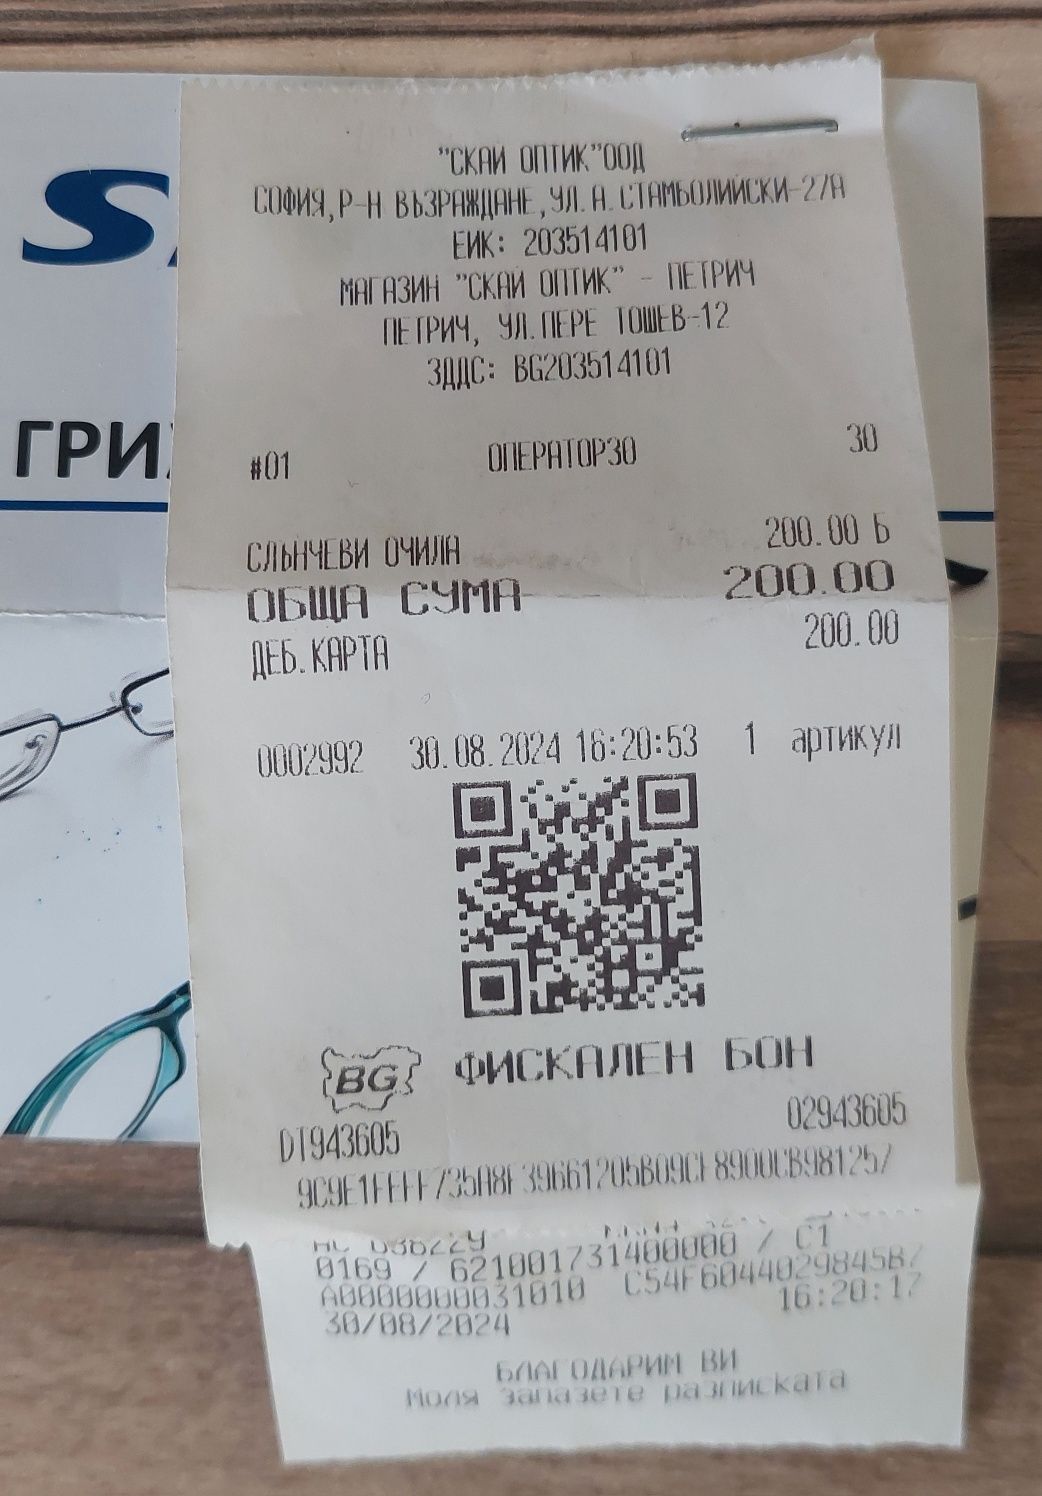 "СКАЙ ОПТИК"ООД
СОФИЯ,Р-Н ВЪЗРАЖДАНЕ,УЛ.А.СТАМБОЛИЙСКИ-27А
ЕИК: 203514101
МАГАЗИН "СКАЙ ОПТИК" - ПЕТРИЧ
ПЕТРИЧ, УЛ.ПЕРЕ ТОШЕВ-12
ЗДДС: BG203514101
ГРИ
#01 ОПЕРАТОР30 30
СЛЪНЧЕВИ ОЧИЛА 200.00 Б
ОБЩА СУМА 200.00
ДЕБ.КАРТА 200.00
0002992 30.08.2024 16:20:53 1 артикул
BG ФИСКАЛЕН БОН
DT943605 02943605
9C9E1FFFF735A8F39661205B09CF8900CB981257
0169 / 621001731400000 / C1
A0000000031010 C54F6044029845B7
30/08/2024 16:20:17
БЛАГОДАРИМ ВИ
Моля запазете разписката